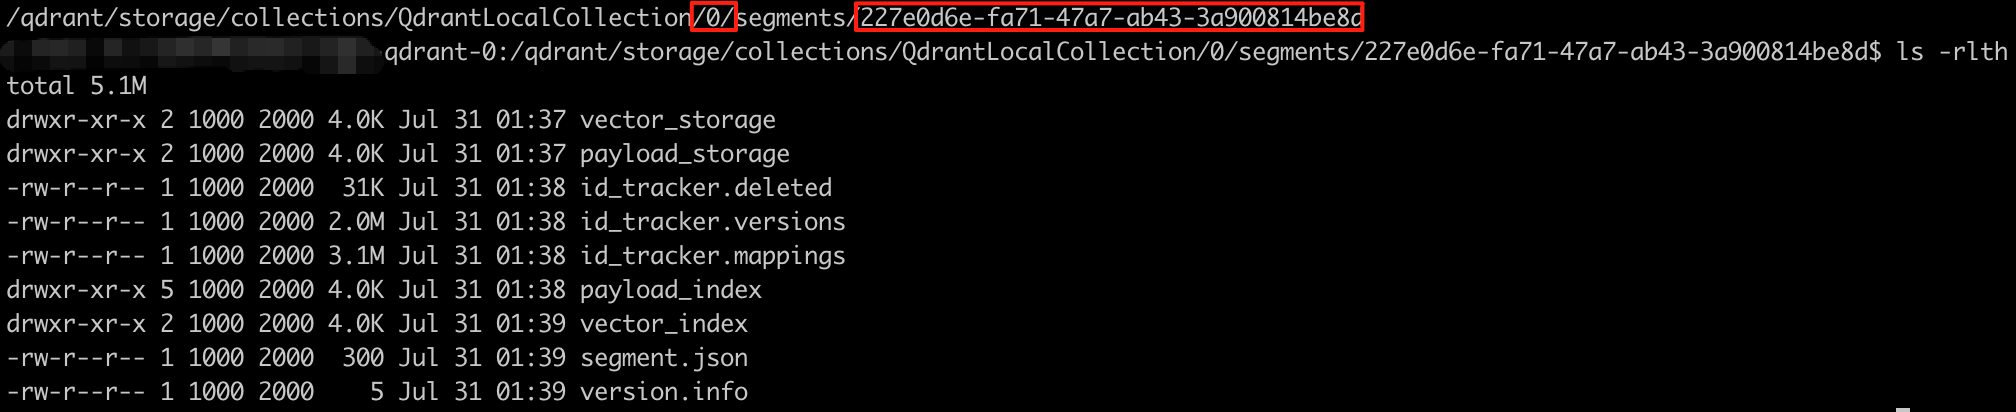 /qdrant/storage/collections/QdrantLocalCollection/0/segments/227e0d6e-fa71-47a7-ab43-3a900814be8d
qdrant-0:/qdrant/storage/collections/QdrantLocalCollection/0/segments/227e0d6e-fa71-47a7-ab43-3a900814be8d$ ls -rlth
total 5.1M
drwxr-xr-x 2 1000 2000 4.0K Jul 31 01:37 vector_storage
drwxr-xr-x 2 1000 2000 4.0K Jul 31 01:37 payload_storage
-rw-r--r-- 1 1000 2000  31K Jul 31 01:38 id_tracker.deleted
-rw-r--r-- 1 1000 2000 2.0M Jul 31 01:38 id_tracker.versions
-rw-r--r-- 1 1000 2000 3.1M Jul 31 01:38 id_tracker.mappings
drwxr-xr-x 5 1000 2000 4.0K Jul 31 01:38 payload_index
drwxr-xr-x 2 1000 2000 4.0K Jul 31 01:39 vector_index
-rw-r--r-- 1 1000 2000  300 Jul 31 01:39 segment.json
-rw-r--r-- 1 1000 2000    5 Jul 31 01:39 version.info